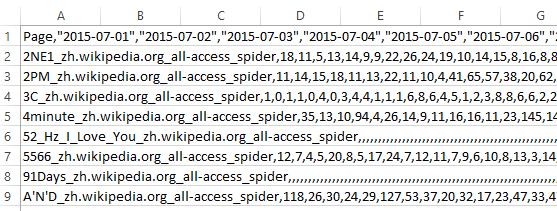 A B C D E F G
1 Page,"2015-07-01","2015-07-02","2015-07-03","2015-07-04","2015-07-05","2015-07-06","2
2 2NE1_zh.wikipedia.org_all-access_spider,18,11,5,13,14,9,9,22,26,24,19,10,14,15,8,16,8,8
3 2PM_zh.wikipedia.org_all-access_spider,11,14,15,18,11,13,22,11,10,4,41,65,57,38,20,62,
4 3C_zh.wikipedia.org_all-access_spider,1,0,1,1,0,4,0,3,4,4,1,1,1,6,8,6,4,5,1,2,3,8,8,6,6,2,2
5 4minute_zh.wikipedia.org_all-access_spider,35,13,10,94,4,26,14,9,11,16,16,11,23,145,14
6 52_Hz_I_Love_You_zh.wikipedia.org_all-access_spider,,,,,,,,,,,,,,,,,,,,,,,,,,,,,,,,,,,,,,,,,,,,,,,
7 5566_zh.wikipedia.org_all-access_spider,12,7,4,5,20,8,5,17,24,7,12,11,7,9,6,10,8,13,3,14,
8 91Days_zh.wikipedia.org_all-access_spider,,,,,,,,,,,,,,,,,,,,,,,,,,,,,,,,,,,,,,,,,,,,,,,,,,,,,,,,,,,,,,,
9 A'N'D_zh.wikipedia.org_all-access_spider,118,26,30,24,29,127,53,37,20,32,17,23,47,33,4